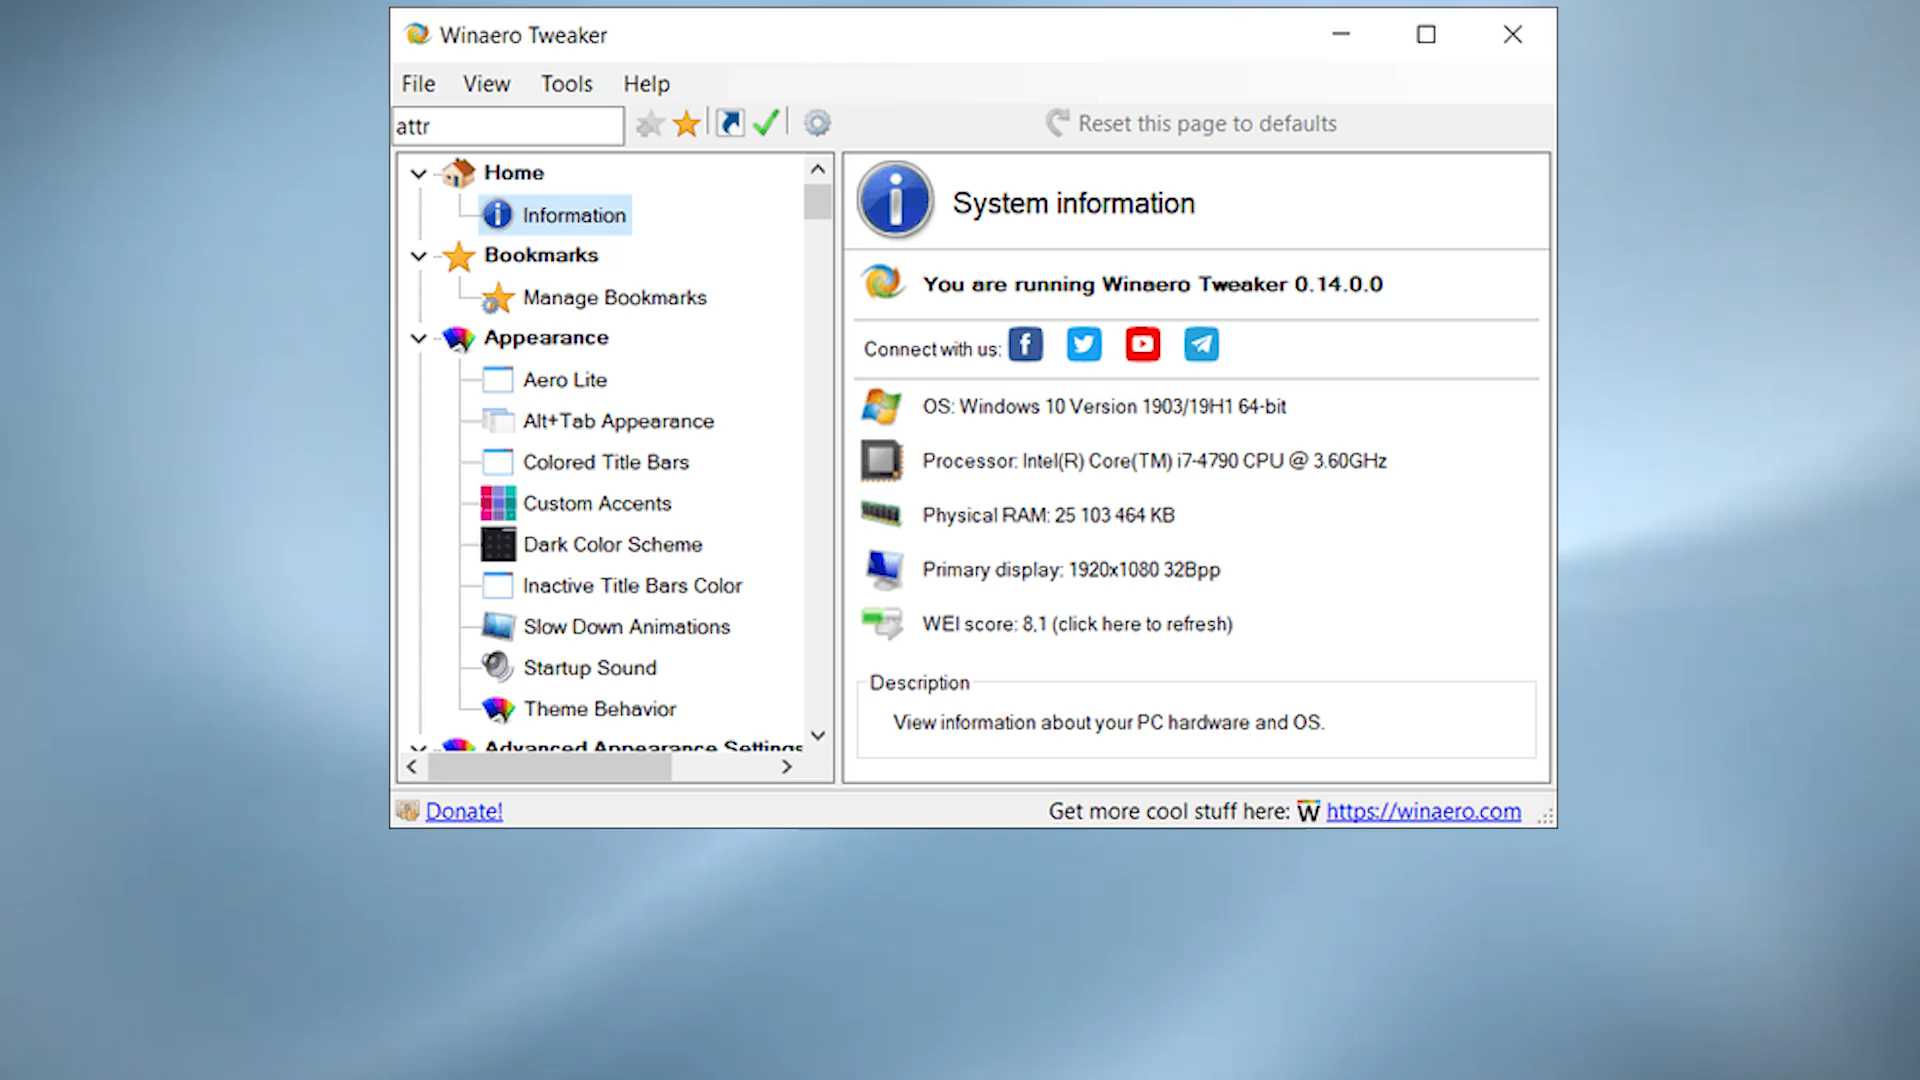 Winaero Tweaker
File View Tools Help
attr
Reset this page to defaults
Home
Information
Bookmarks
Manage Bookmarks
Appearance
Aero Lite
Alt+Tab Appearance
Colored Title Bars
Custom Accents
Dark Color Scheme
Inactive Title Bars Color
Slow Down Animations
Startup Sound
Theme Behavior
Advanced Appearance Settings
System information
You are running Winaero Tweaker 0.14.0.0
Connect with us:
OS: Windows 10 Version 1903/19H1 64-bit
Processor: Intel(R) Core(TM) i7-4790 CPU @ 3.60GHz
Physical RAM: 25 103 464 KB
Primary display: 1920x1080 32Bpp
WEI score: 8,1 (click here to refresh)
Description
View information about your PC hardware and OS.
Donate!
Get more cool stuff here: W https://winaero.com